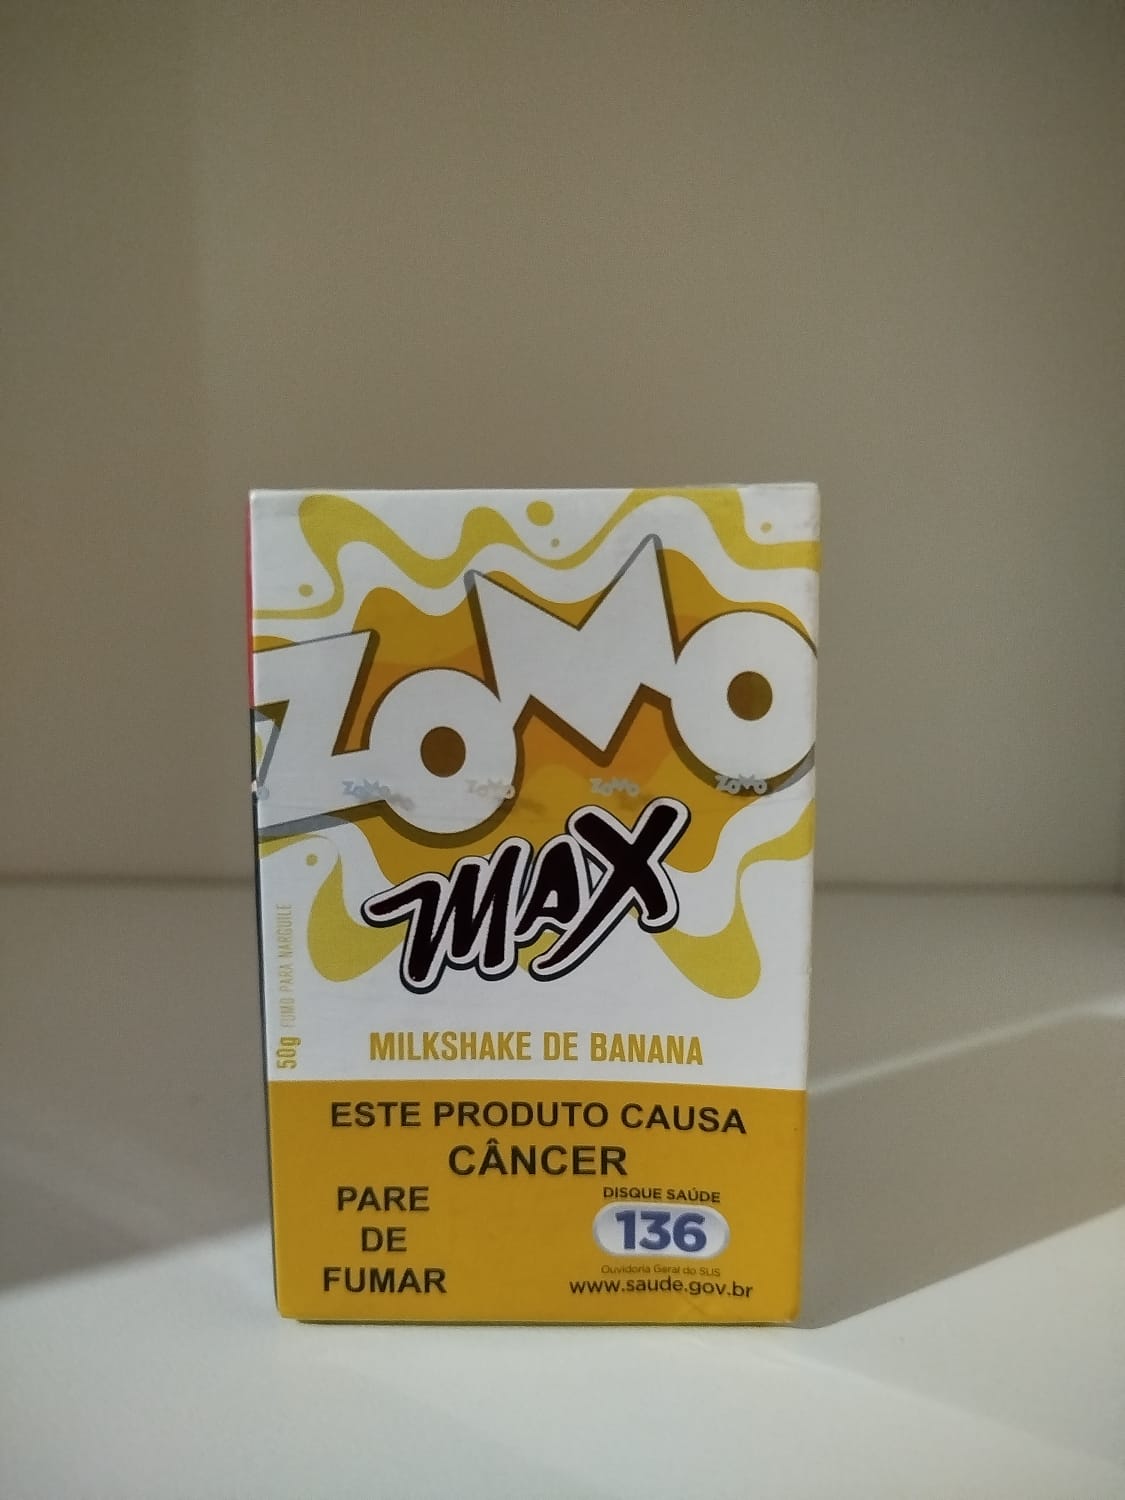 ZOMO
ZOMO ZOMO ZOMO ZOMO
MAX
50g FUMO PARA NARGUILE
MILKSHAKE DE BANANA
ESTE PRODUTO CAUSA
CÂNCER
PARE
DE
FUMAR
DISQUE SAÚDE
136
Ouvidoria Geral do SUS
www.saude.gov.br